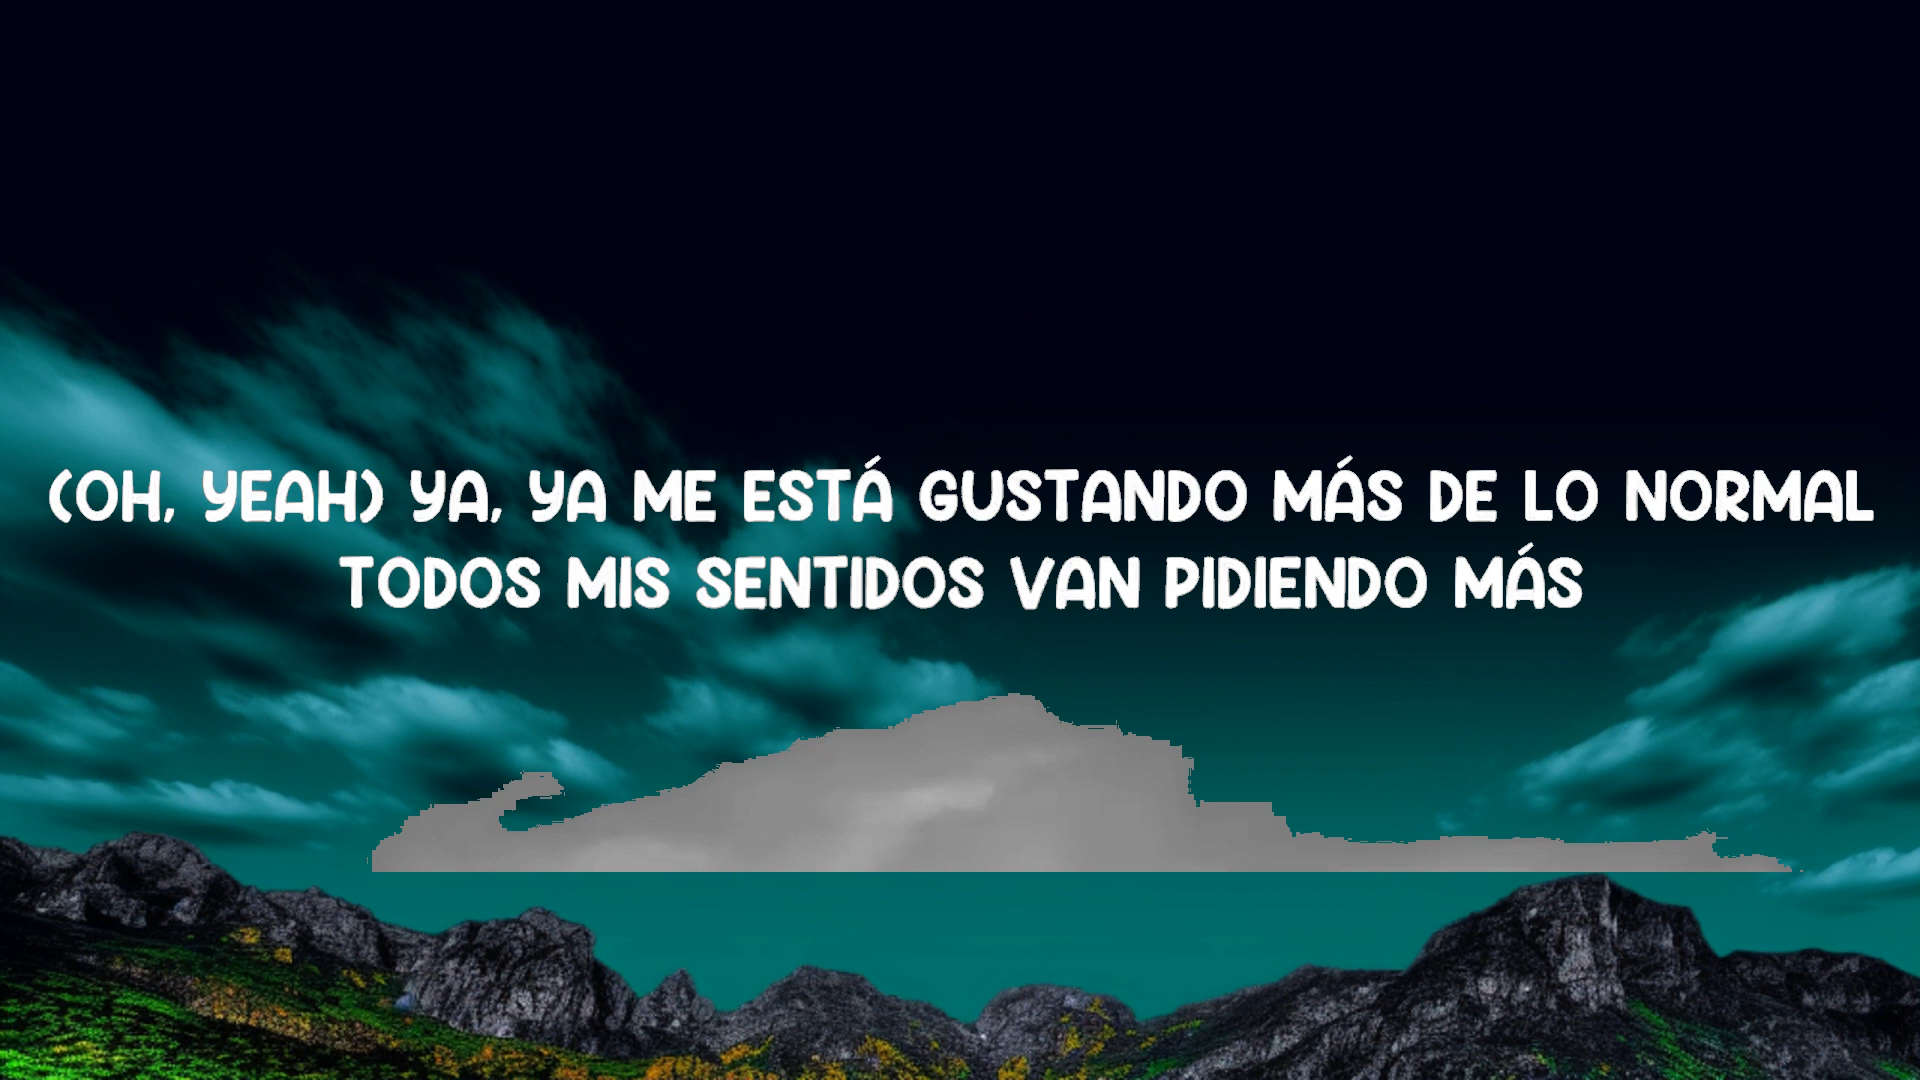 (OH, YEAH) YA, YA ME ESTÁ GUSTANDO MÁS DE LO NORMAL
TODOS MIS SENTIDOS VAN PIDIENDO MÁS